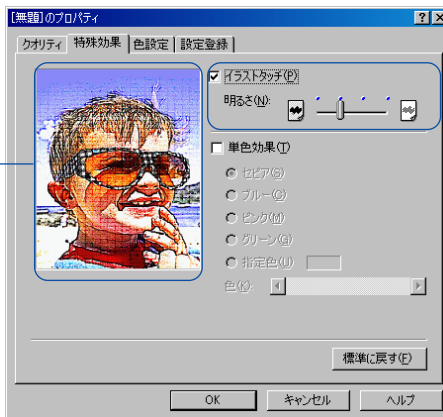 [無題]のプロパティ
クオリティ 特殊効果 色設定 設定登録
イラストタッチ(P)
明るさ(N):
単色効果(T)
セピア(S)
ブルー(C)
ピンク(M)
グリーン(G)
指定色(U)
色(K):
標準に戻す(F)
OK キャンセル ヘルプ